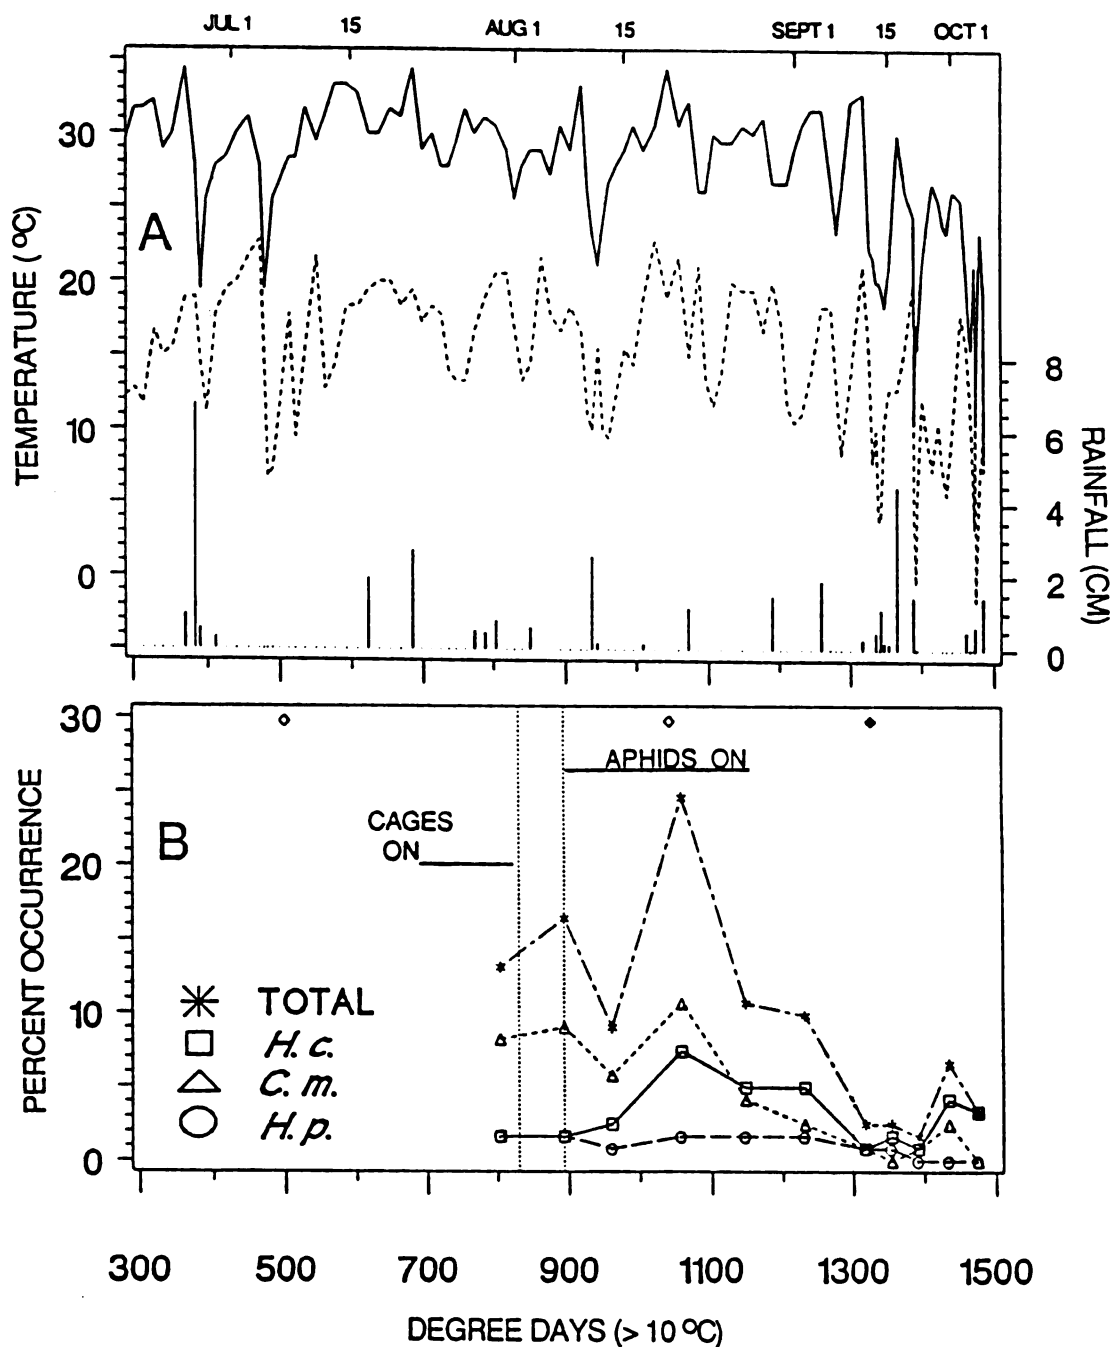 JUL 1 15 AUG 1 15 SEPT 1 15 OCT 1
30
20
10
0
TEMPERATURE (°C)
A
8
6
4
2
0
RAINFALL (CM)
30
20
10
0
PERCENT OCCURRENCE
B
APHIDS ON
CAGES
ON
TOTAL
H. c.
C. m.
H. p.
300 500 700 900 1100 1300 1500
DEGREE DAYS (> 10 °C)